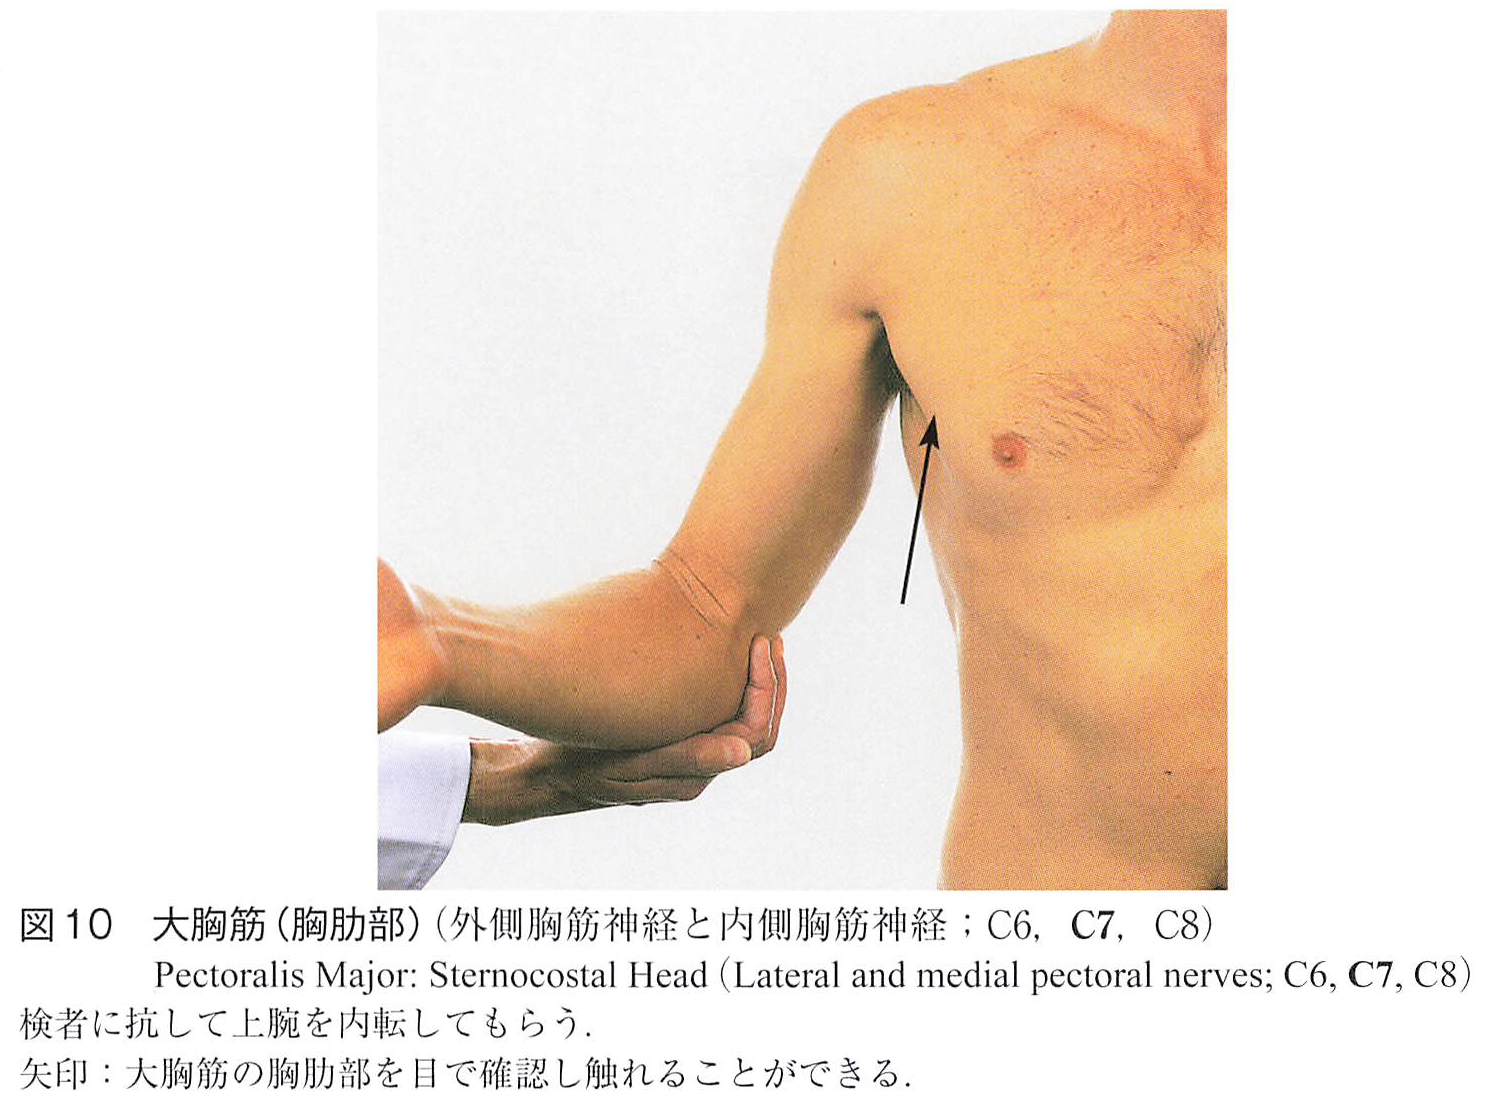 図10　大胸筋（胸肋部）（外側胸筋神経と内側胸筋神経；C6, C7, C8）
Pectoralis Major: Sternocostal Head (Lateral and medial pectoral nerves; C6, C7, C8)
検者に抗して上腕を内転してもらう.
矢印：大胸筋の胸肋部を目で確認し触れることができる.